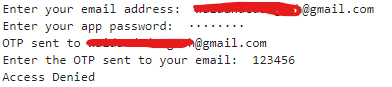 Enter your email address: @gmail.com
Enter your app password: ········
OTP sent to @gmail.com
Enter the OTP sent to your email: 123456
Access Denied